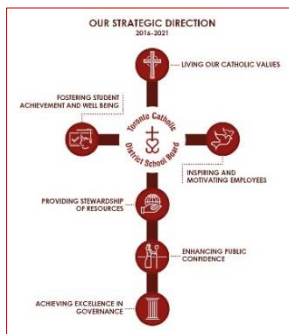 OUR STRATEGIC DIRECTION
2016-2021
LIVING OUR CATHOLIC VALUES
FOSTERING STUDENT
ACHIEVEMENT AND WELL BEING
Toronto Catholic
District School Board
INSPIRING AND
MOTIVATING EMPLOYEES
PROVIDING STEWARDSHIP
OF RESOURCES
ENHANCING PUBLIC
CONFIDENCE
ACHIEVING EXCELLENCE IN
GOVERNANCE